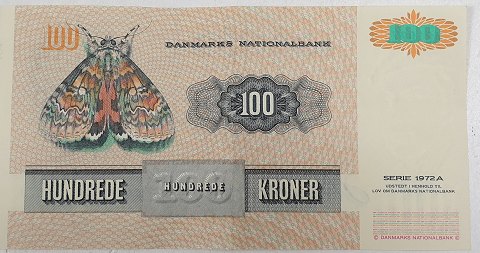 100 DANMARKS NATIONALBANK 100
100
HUNDREDE 100 HUNDREDE KRONER
SERIE 1972 A
UDSTEDT I HENHOLD TIL
LOV OM DANMARKS NATIONALBANK
© DANMARKS NATIONALBANK ©